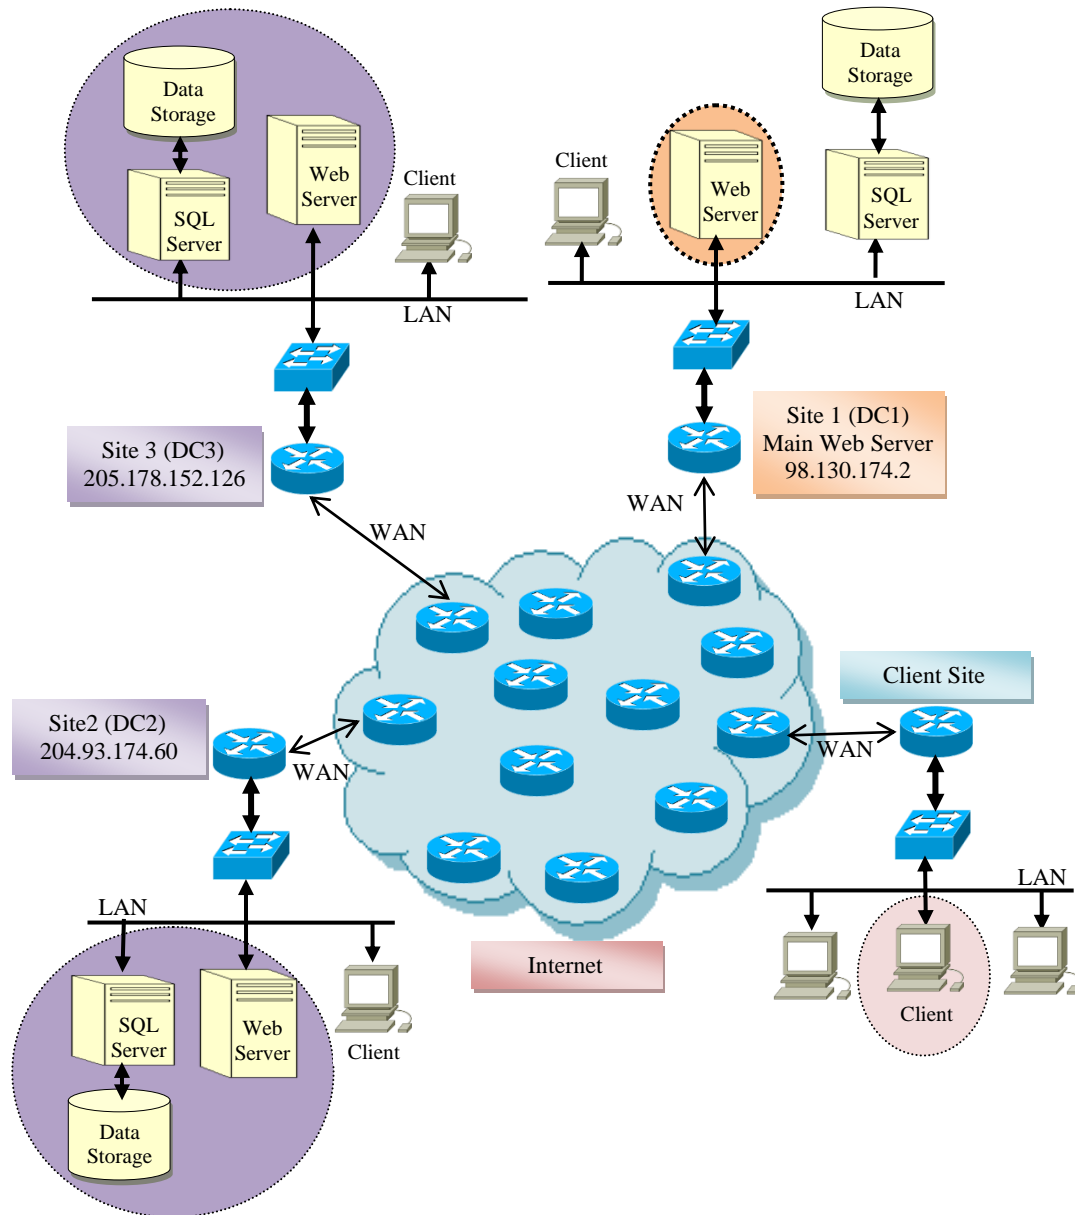 Data
Storage
Web
Server
SQL
Server
Client
LAN
Data
Storage
Client
Web
Server
SQL
Server
LAN
Site 3 (DC3)
205.178.152.126
Site 1 (DC1)
Main Web Server
98.130.174.2
WAN
WAN
Client Site
Site2 (DC2)
204.93.174.60
WAN
WAN
LAN
LAN
Internet
SQL
Server
Web
Server
Client
Client
Data
Storage